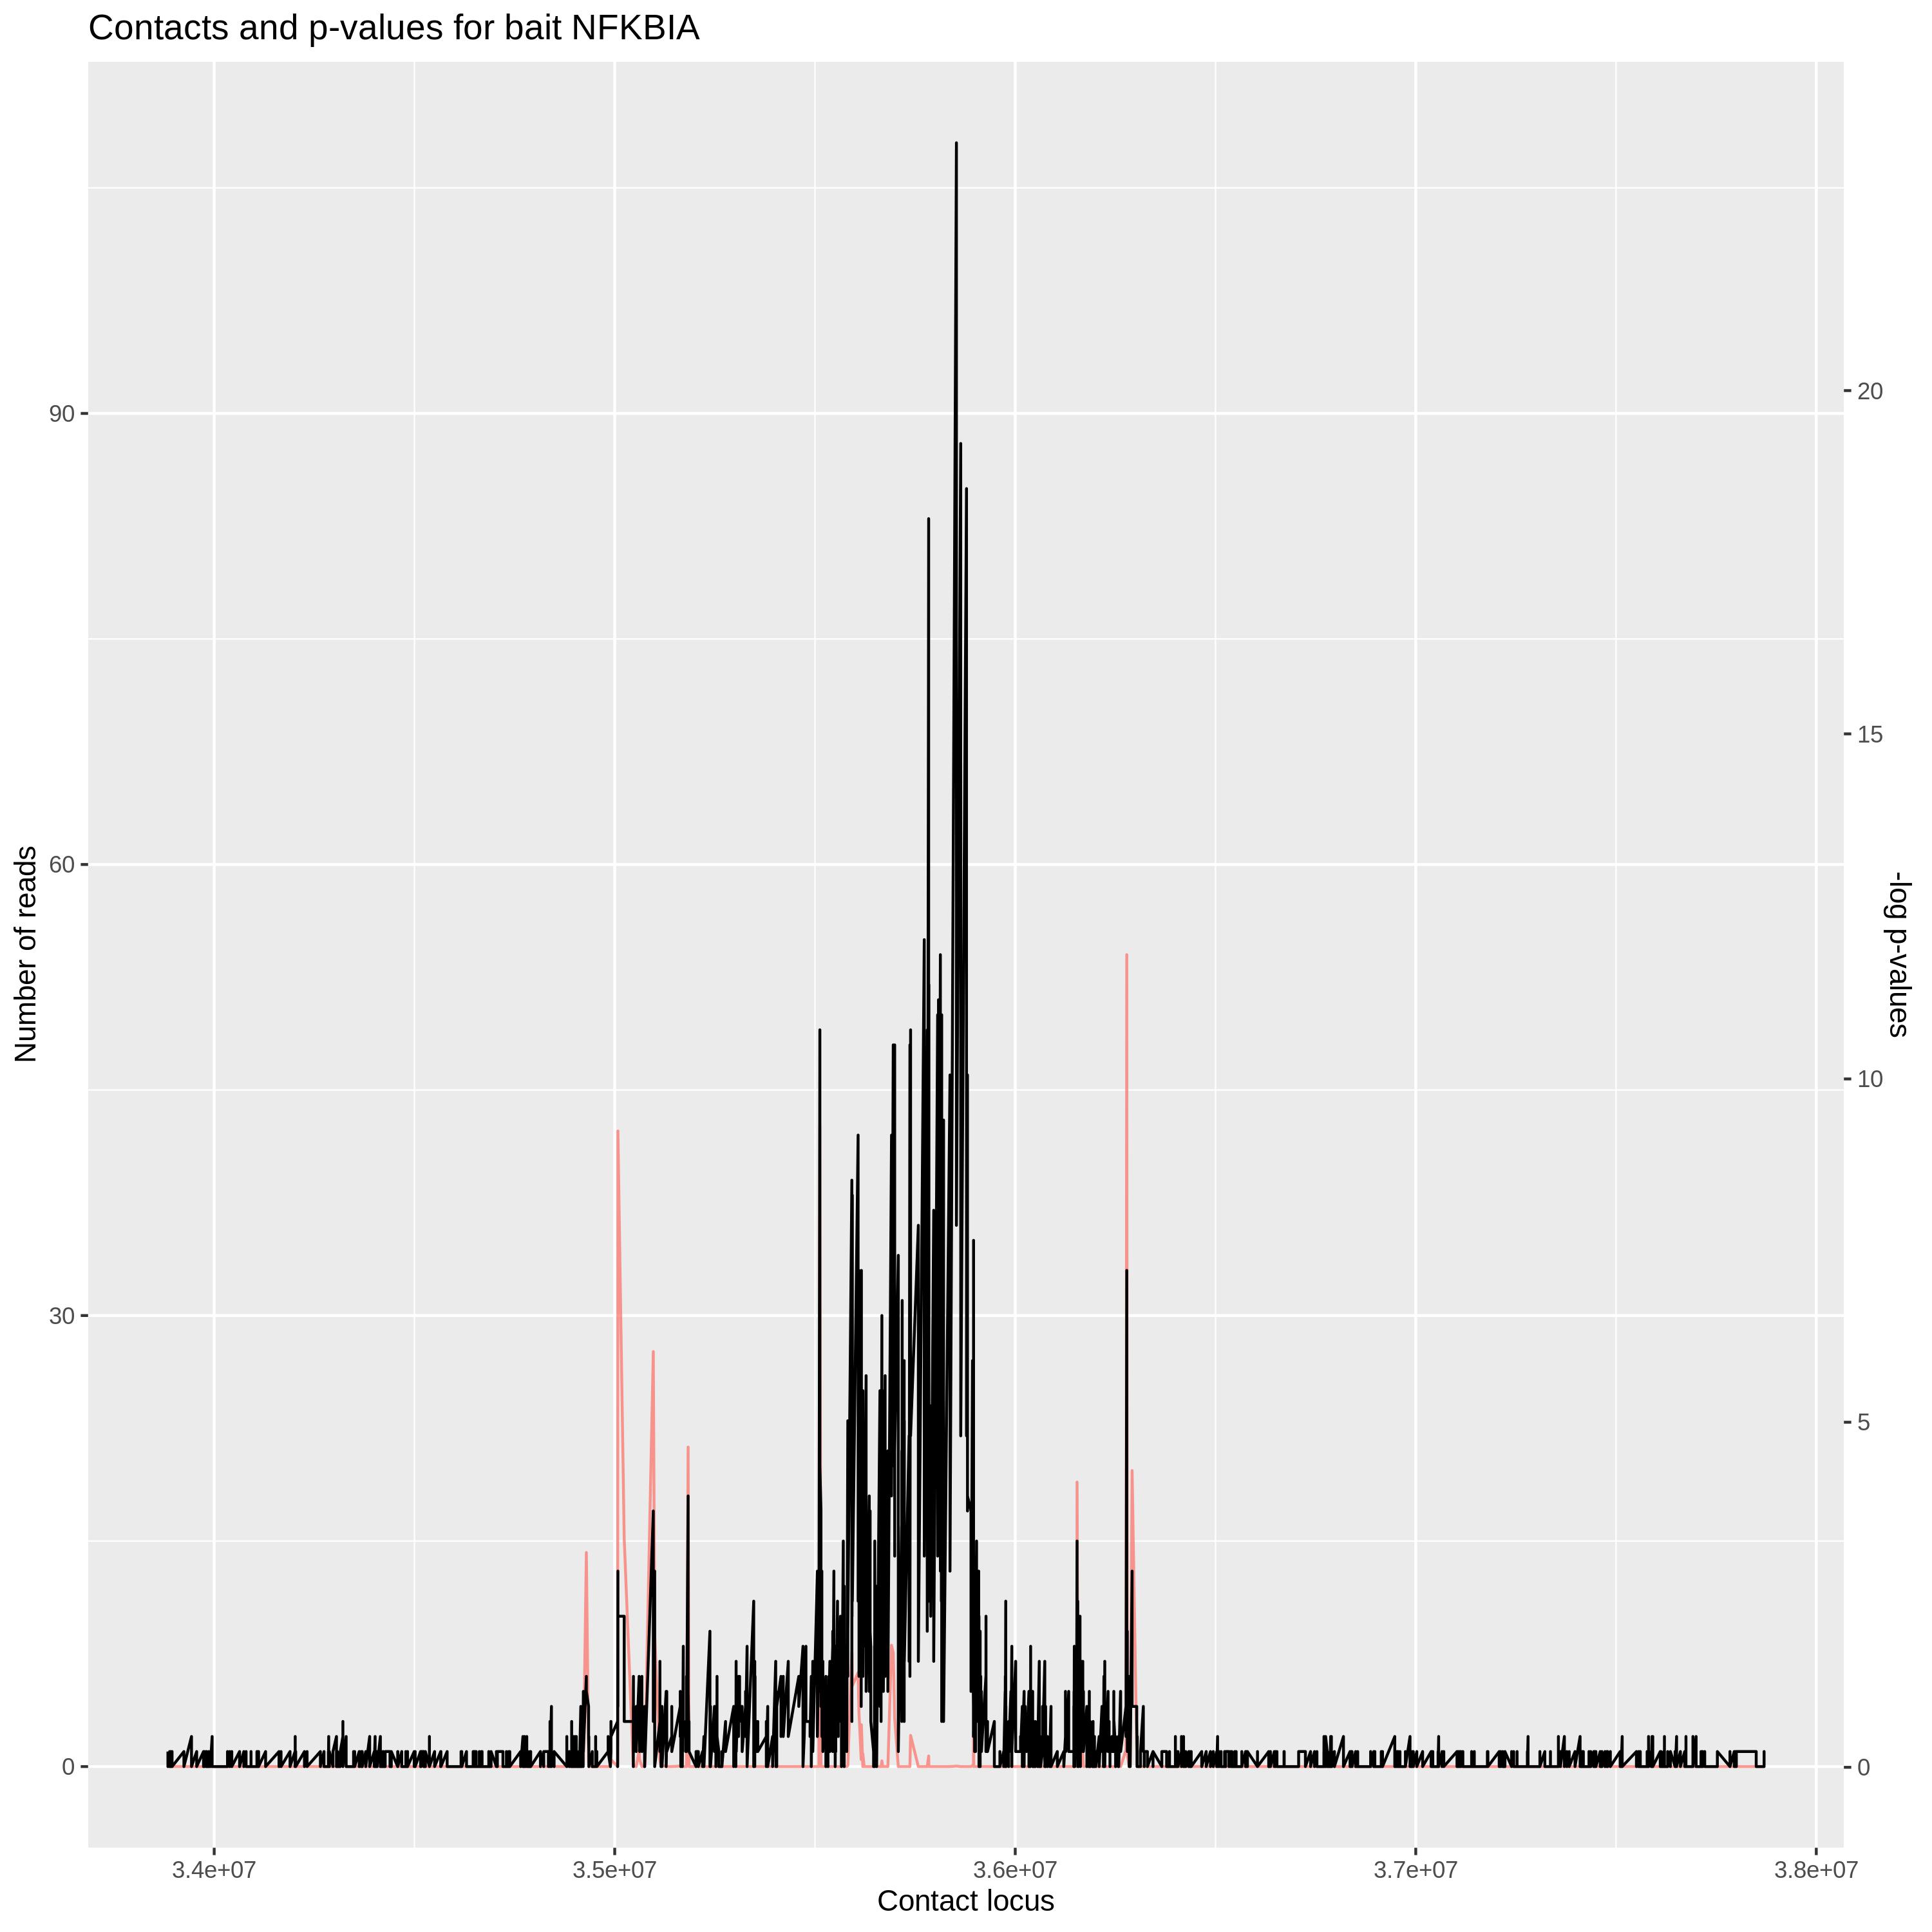 Contacts and p-values for bait NFKBIA
Number of reads
90
60
30
0
20
15
10
5
0
-log p-values
3.4e+07 3.5e+07 3.6e+07 3.7e+07 3.8e+07
Contact locus